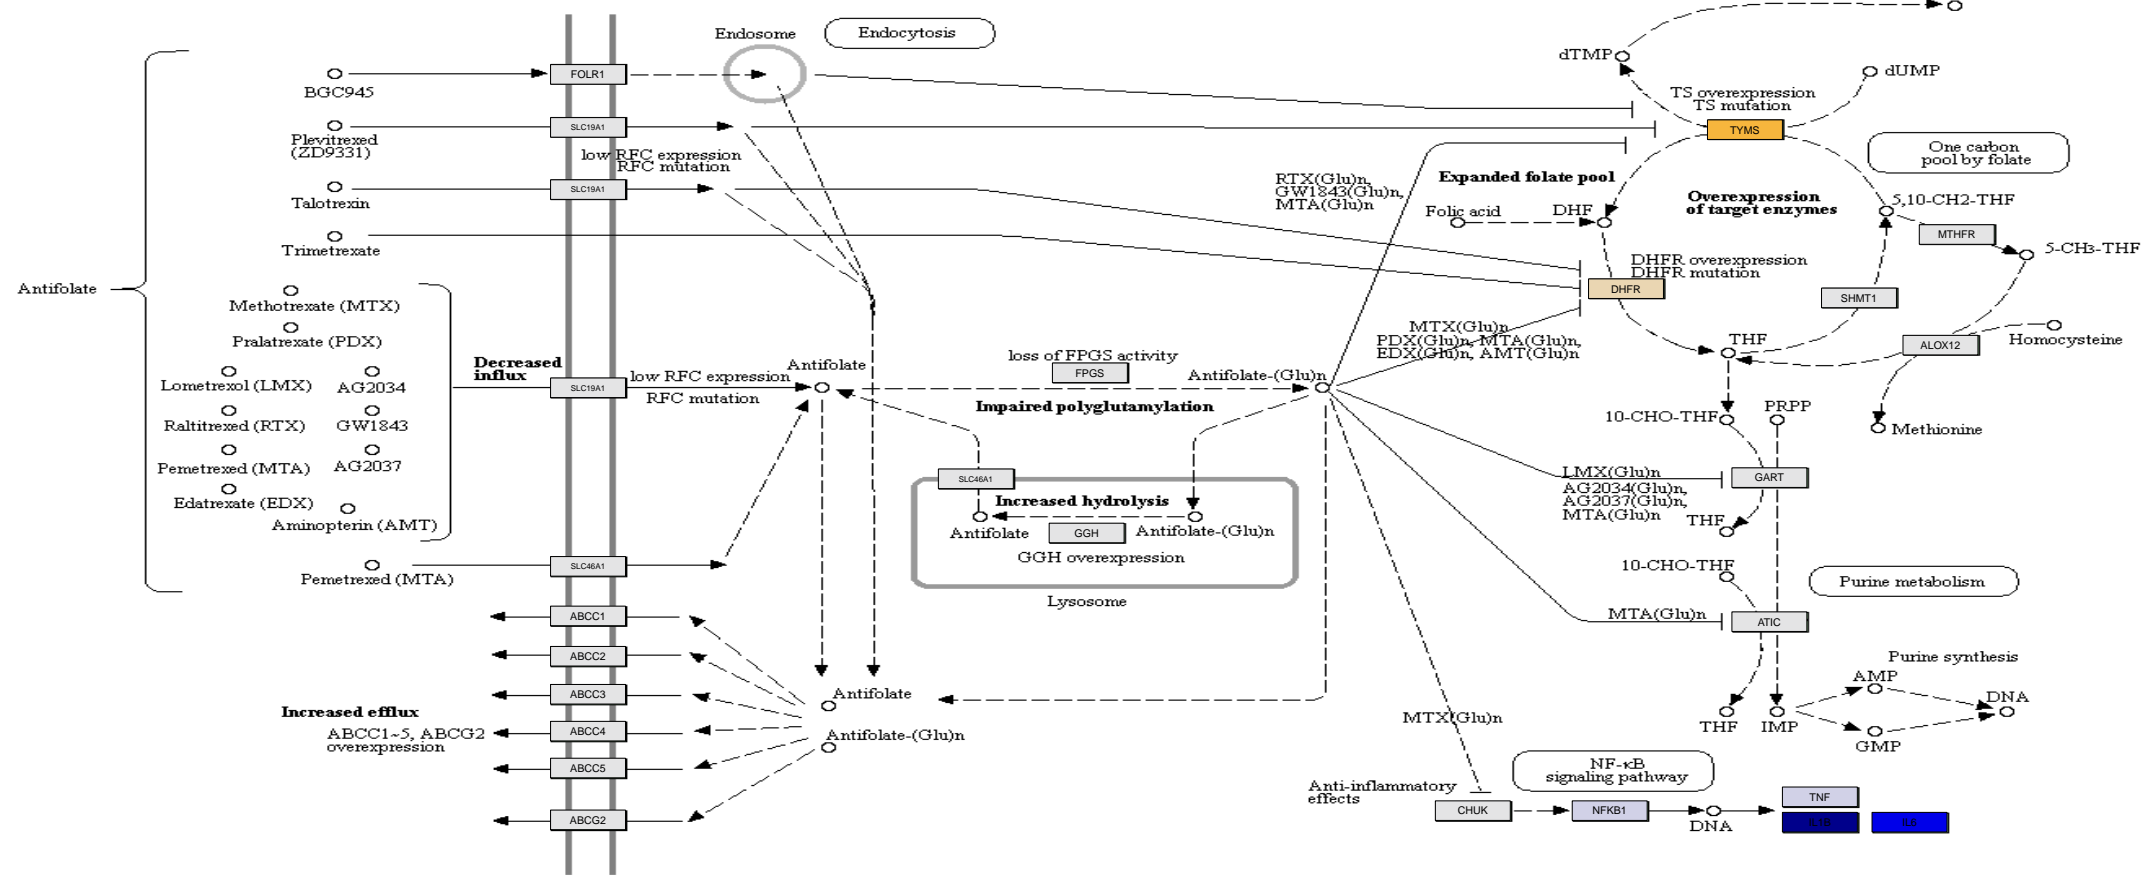 Endosome
Endocytosis
dTMP
dUMP
FOLR1
BGC945
TS overexpression
TS mutation
TYMS
SLC19A1
Plevitrexed
(ZD9331)
low RFC expression
RFC mutation
One carbon
pool by folate
SLC19A1
Talotrexin
RTX(Glu)n,
GW1843(Glu)n,
MTA(Glu)n
Expanded folate pool
Overexpression
of target enzymes
5,10-CH2-THF
Folic acid
DHF
MTHFR
5-CH3-THF
Trimetrexate
DHFR overexpression
DHFR mutation
DHFR
SHMT1
Antifolate
Methotrexate (MTX)
Pralatrexate (PDX)
MTX(Glu)n
PDX(Glu)n, MTA(Glu)n,
EDX(Glu)n, AMT(Glu)n
THF
ALOX12
Homocysteine
Decreased
influx
Lometrexol (LMX)
AG2034
SLC19A1
low RFC expression
RFC mutation
Antifolate
loss of FPGS activity
FPGS
Antifolate-(Glu)n
Impaired polyglutamylation
Raltitrexed (RTX)
GW1843
10-CHO-THF
PRPP
Methionine
Pemetrexed (MTA)
AG2037
Edatrexate (EDX)
Aminopterin (AMT)
SLC46A1
Increased hydrolysis
Antifolate
GGH
Antifolate-(Glu)n
GGH overexpression
Lysosome
LMX(Glu)n
AG2034(Glu)n,
AG2037(Glu)n,
MTA(Glu)n
GART
THF
SLC46A1
Pemetrexed (MTA)
10-CHO-THF
Purine metabolism
MTA(Glu)n
ATIC
ABCC1
ABCC2
ABCC3
ABCC4
ABCC5
ABCG2
Increased efflux
ABCC1~5, ABCG2
overexpression
Antifolate
Antifolate-(Glu)n
Purine synthesis
AMP
DNA
THF
IMP
GMP
MTX(Glu)n
NF-κB
signaling pathway
Anti-inflammatory
effects
CHUK
NFKB1
DNA
TNF
IL1B
IL6